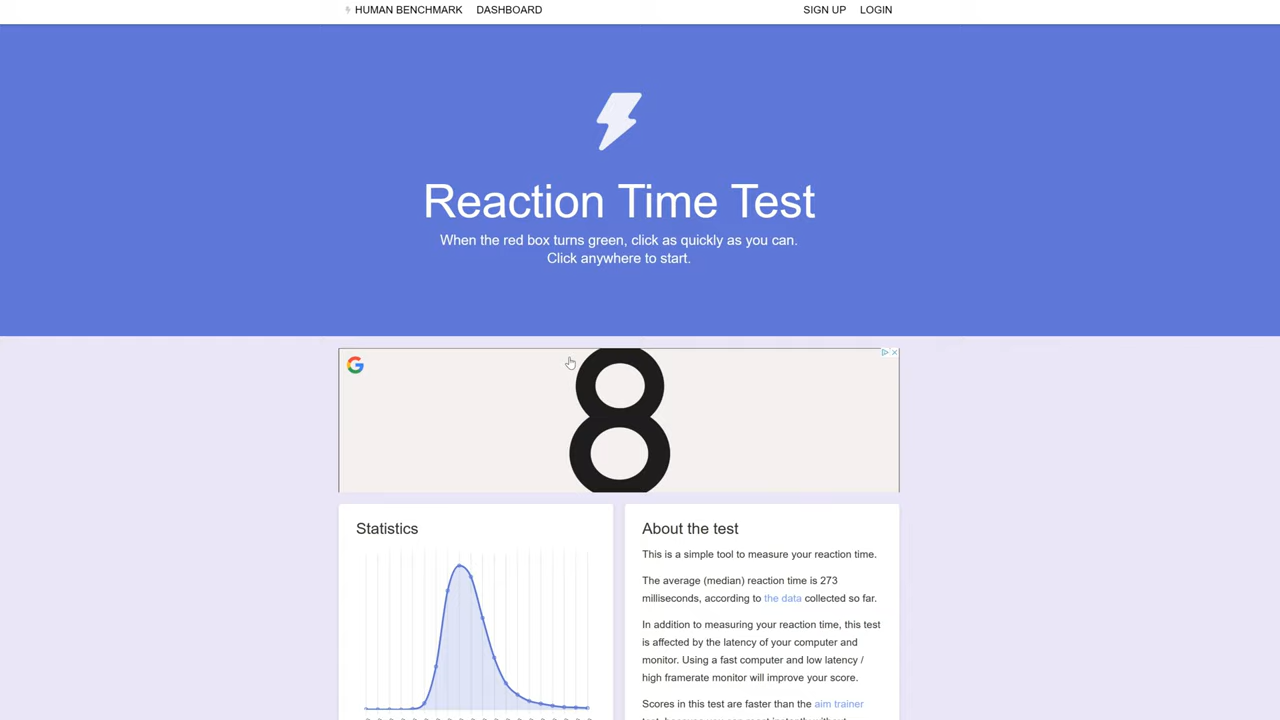 HUMAN BENCHMARK DASHBOARD SIGN UP LOGIN
Reaction Time Test
When the red box turns green, click as quickly as you can.
Click anywhere to start.
G
8
Statistics
About the test
This is a simple tool to measure your reaction time.
The average (median) reaction time is 273
milliseconds, according to the data collected so far.
In addition to measuring your reaction time, this test
is affected by the latency of your computer and
monitor. Using a fast computer and low latency /
high framerate monitor will improve your score.
Scores in this test are faster than the aim trainer